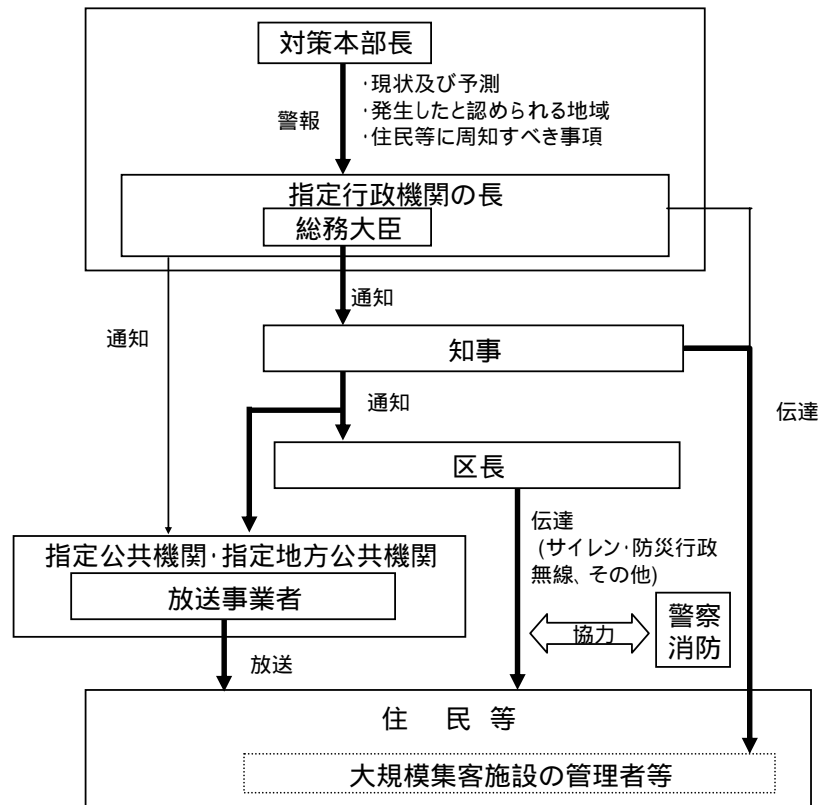 対策本部長
・現状及び予測
・発生したと認められる地域
・住民等に周知すべき事項
警報
指定行政機関の長
総務大臣
通知
通知
知事
通知
伝達
区長
伝達
(サイレン・防災行政
無線、その他)
指定公共機関・指定地方公共機関
放送事業者
協力
警察
消防
放送
住 民 等
大規模集客施設の管理者等